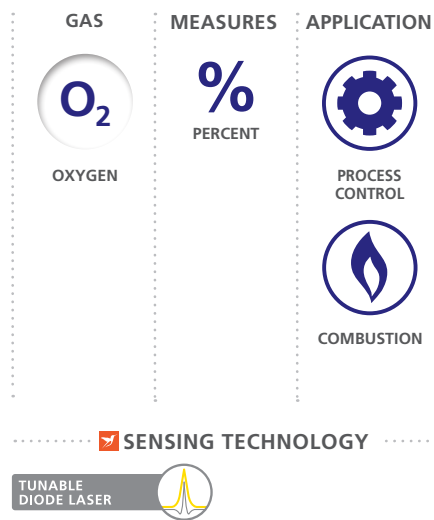 GAS
O₂
OXYGEN
MEASURES
%
PERCENT
APPLICATION
PROCESS
CONTROL
COMBUSTION
SENSING TECHNOLOGY
TUNABLE
DIODE LASER